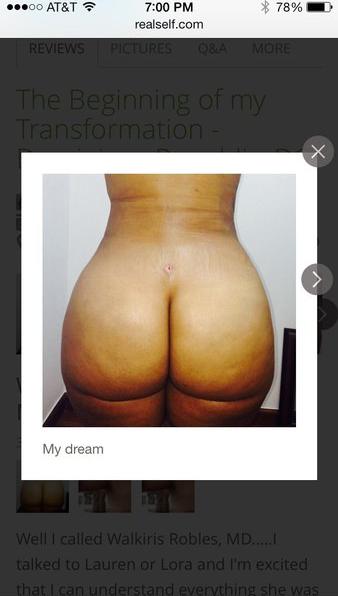 AT&T 7:00 PM 78%
realself.com
REVIEWS PICTURES Q&A MORE
The Beginning of my
Transformation -
My dream
Well I called Walkiris Robles, MD.....I
talked to Lauren or Lora and I'm excited
that I can understand everything she was